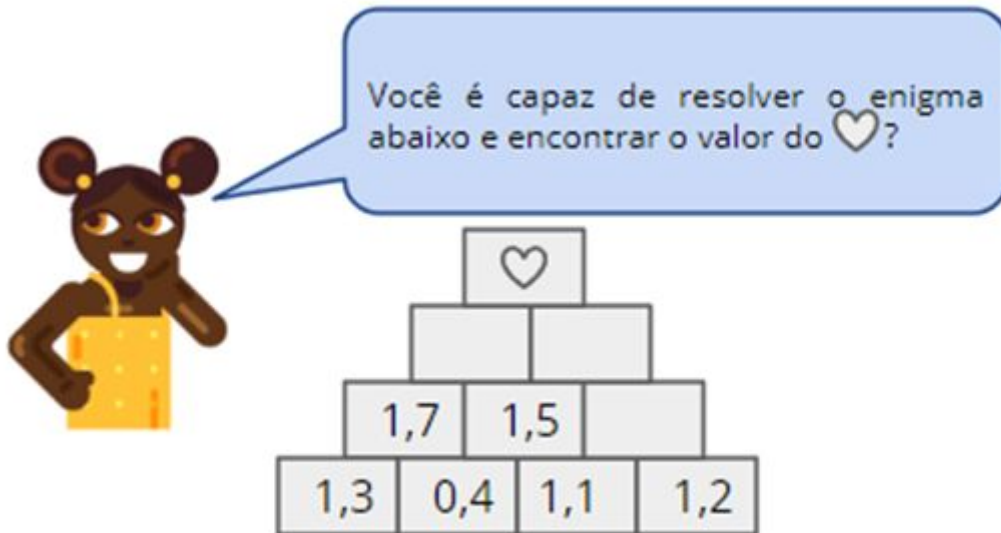 Você é capaz de resolver o enigma
abaixo e encontrar o valor do ♡?
♡
1,7 1,5
1,3 0,4 1,1 1,2